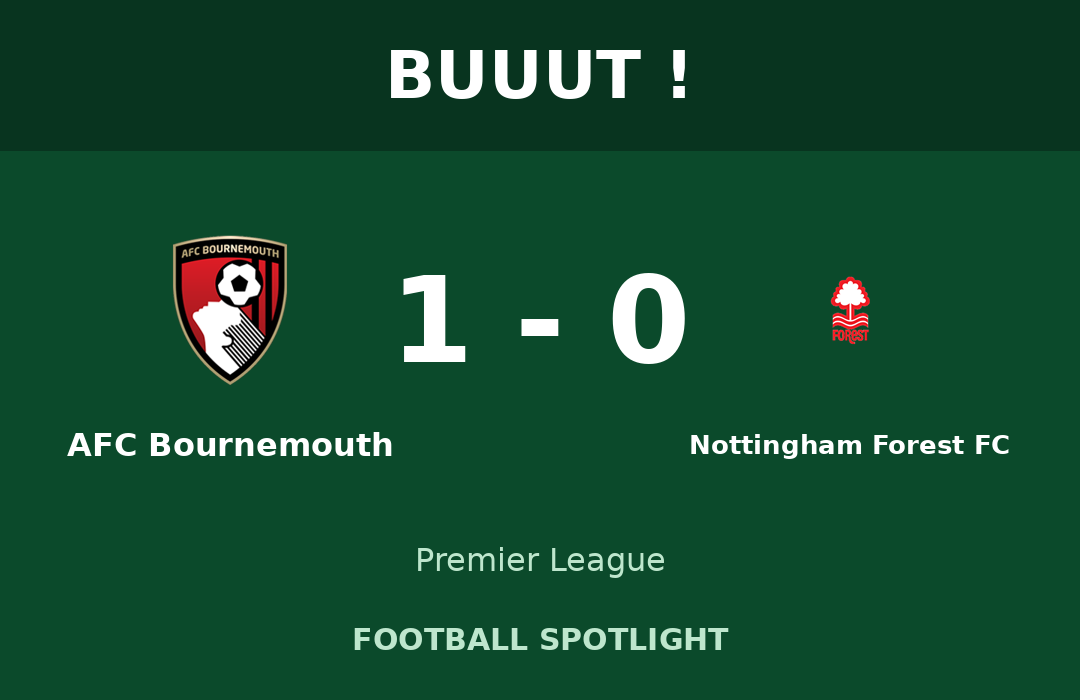 BUUUT !
AFC BOURNEMOUTH
1 - 0
FOREST
AFC Bournemouth
Nottingham Forest FC
Premier League
FOOTBALL SPOTLIGHT